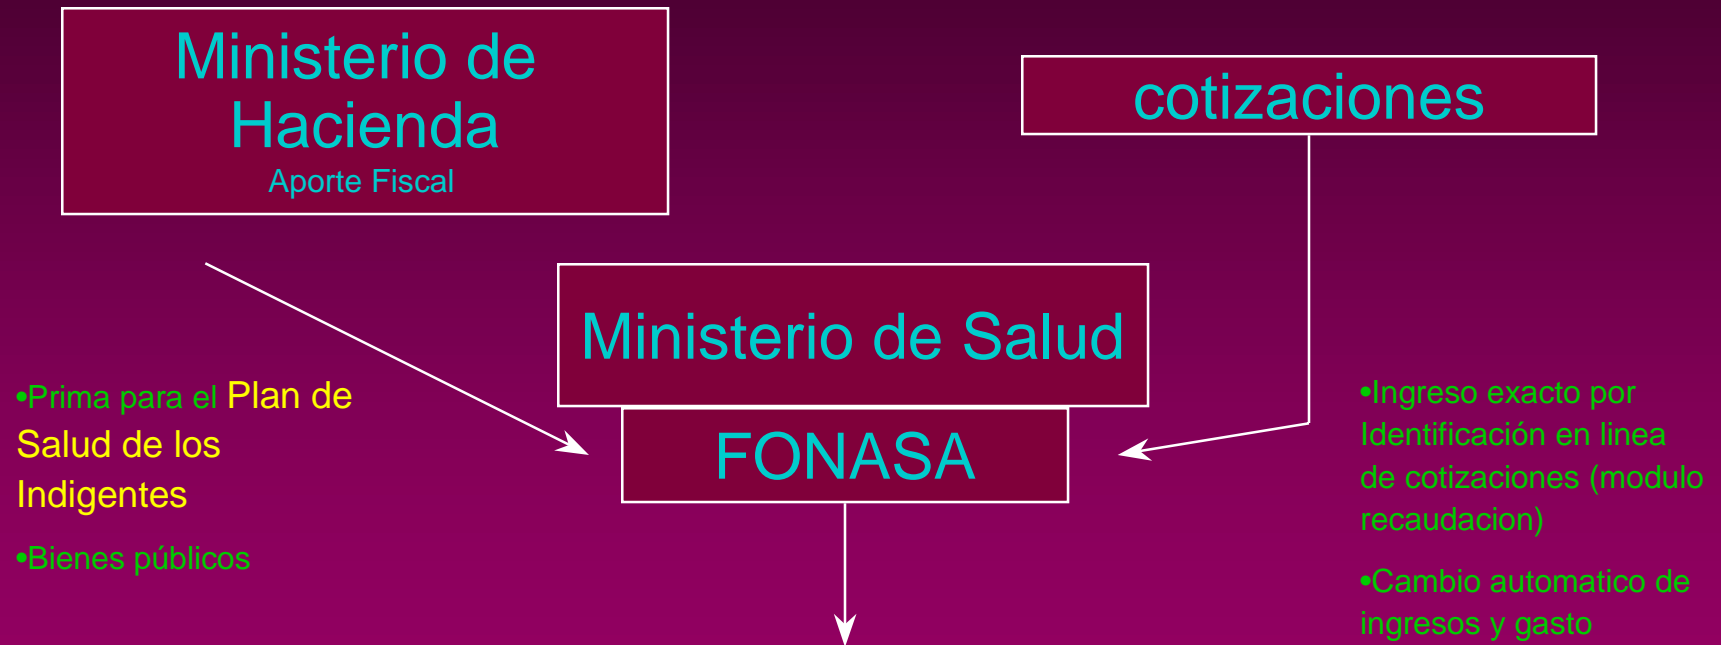 Ministerio de
Hacienda
Aporte Fiscal
cotizaciones
Ministerio de Salud
FONASA
•Prima para el Plan de
Salud de los
Indigentes
•Bienes públicos
•Ingreso exacto por
Identificación en linea
de cotizaciones (modulo
recaudacion)
•Cambio automatico de
ingresos y gasto